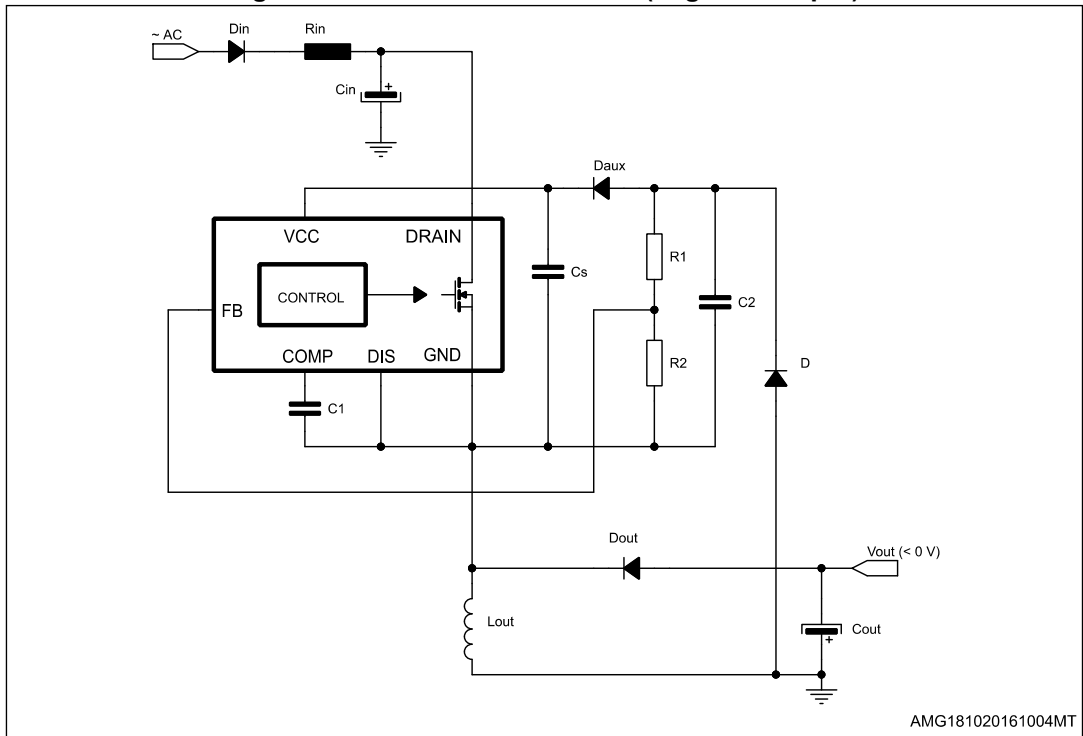 ~ AC
Din
Rin
Cin
+
Daux
VCC
DRAIN
CONTROL
FB
COMP
DIS
GND
Cs
R1
R2
C2
D
C1
Dout
Vout (< 0 V)
Lout
Cout
+
AMG181020161004MT